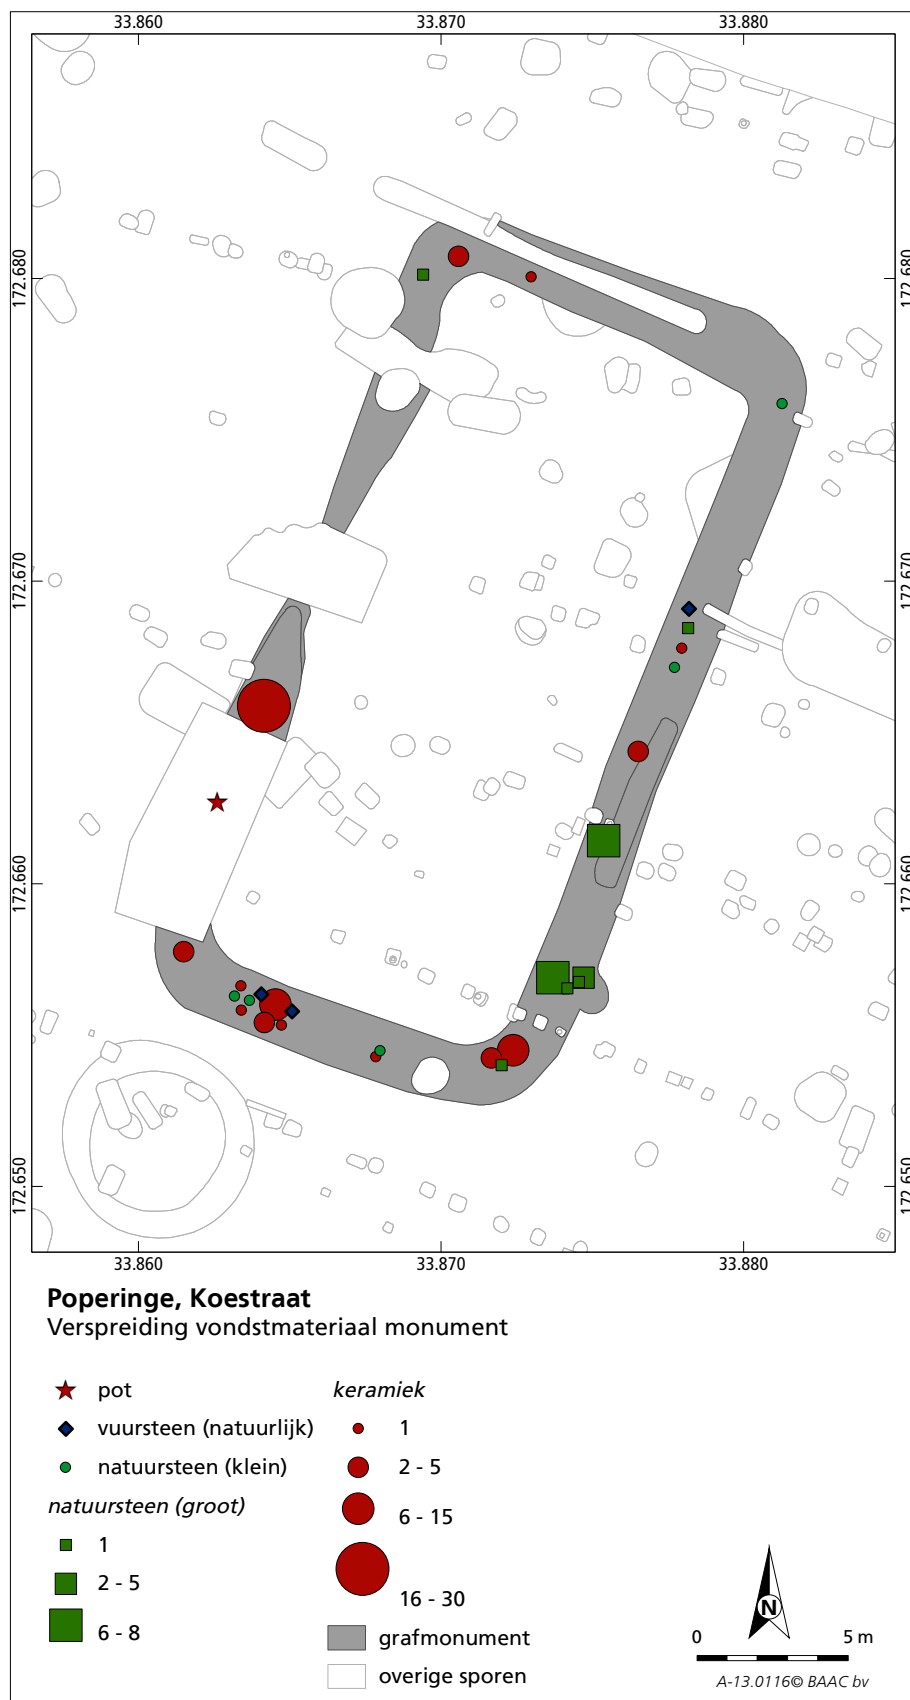 33.860 33.870 33.880
172.680 172.680
172.670 172.670
172.660 172.660
172.650 172.650
33.860 33.870 33.880
Poperinge, Koestraat
Verspreiding vondstmateriaal monument
pot
vuursteen (natuurlijk)
natuursteen (klein)
natuursteen (groot)
1
2 - 5
6 - 8
keramiek
1
2 - 5
6 - 15
16 - 30
grafmonument
overige sporen
N
0 5 m
A-13.0116© BAAC bv